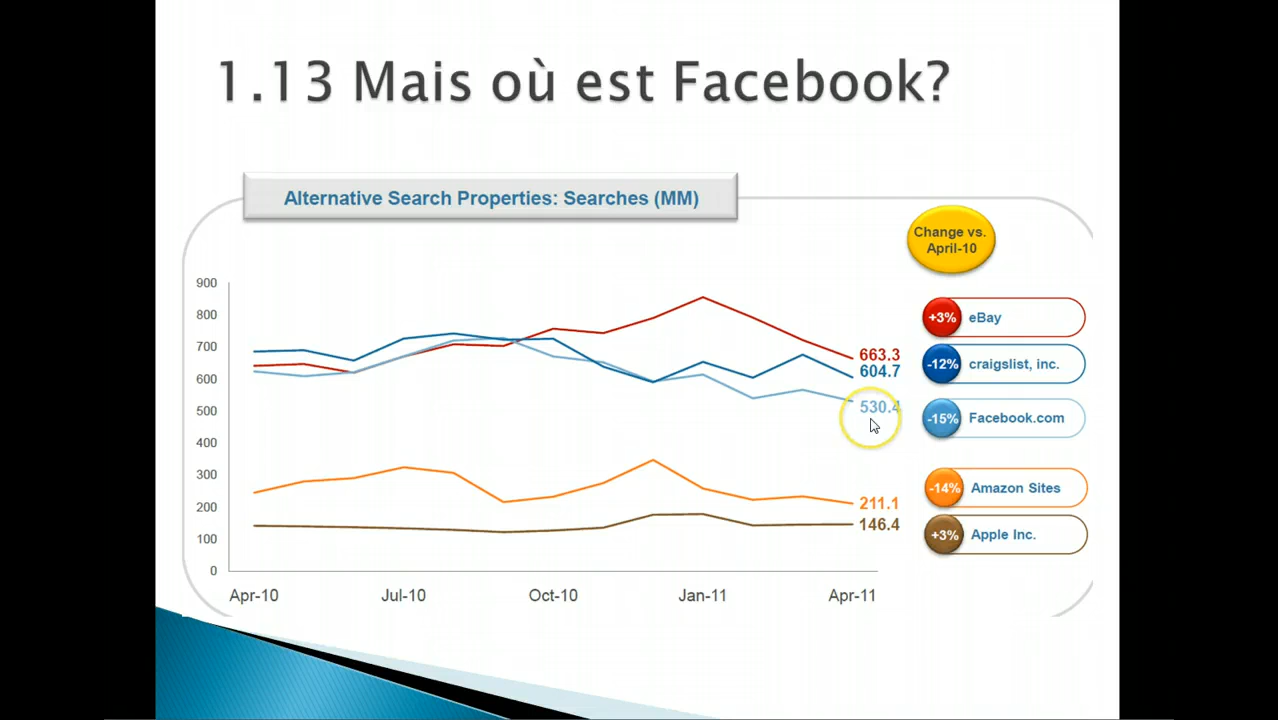 1.13 Mais où est Facebook?
Alternative Search Properties: Searches (MM)
Change vs.
April-10
900
800
700
600
500
400
300
200
100
0
663.3
604.7
530.4
211.1
146.4
+3% eBay
-12% craigslist, inc.
-15% Facebook.com
-14% Amazon Sites
+3% Apple Inc.
Apr-10 Jul-10 Oct-10 Jan-11 Apr-11